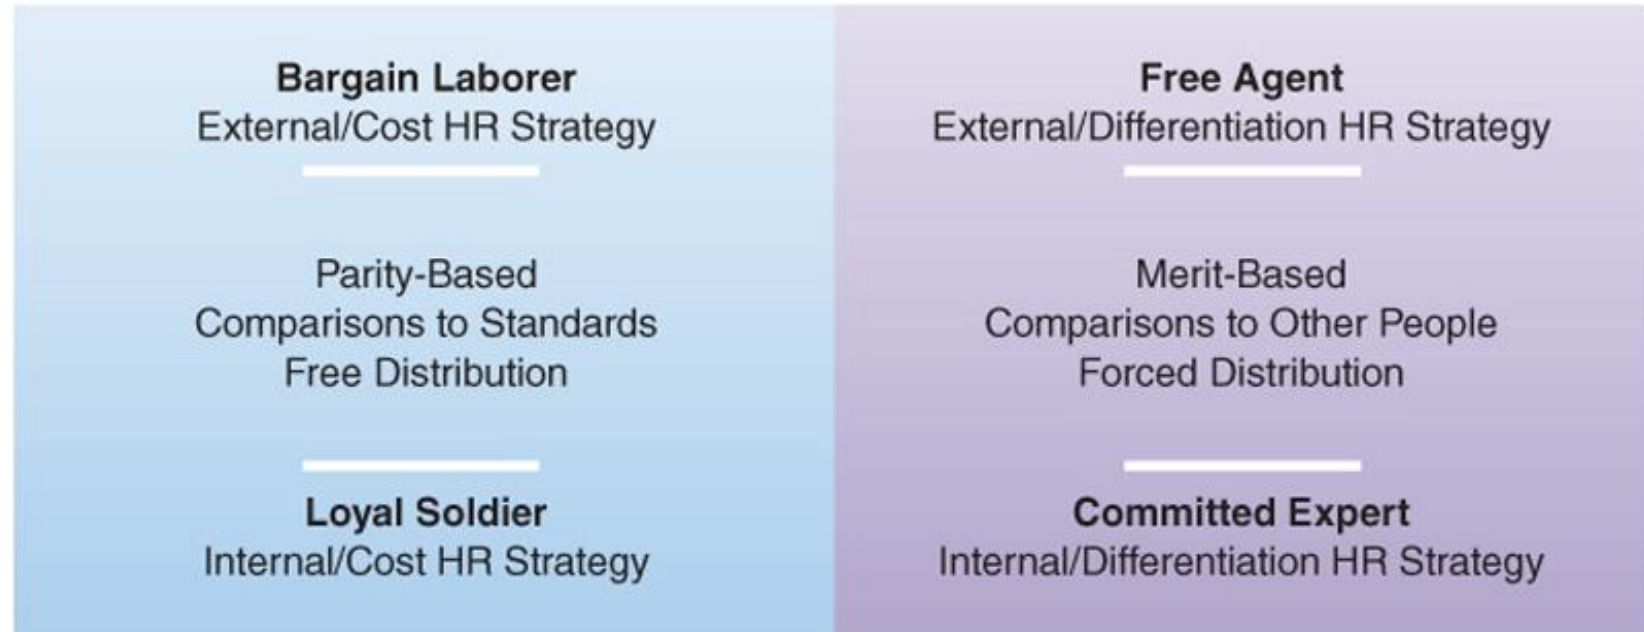 Bargain Laborer
External/Cost HR Strategy
Parity-Based
Comparisons to Standards
Free Distribution
Loyal Soldier
Internal/Cost HR Strategy
Free Agent
External/Differentiation HR Strategy
Merit-Based
Comparisons to Other People
Forced Distribution
Committed Expert
Internal/Differentiation HR Strategy